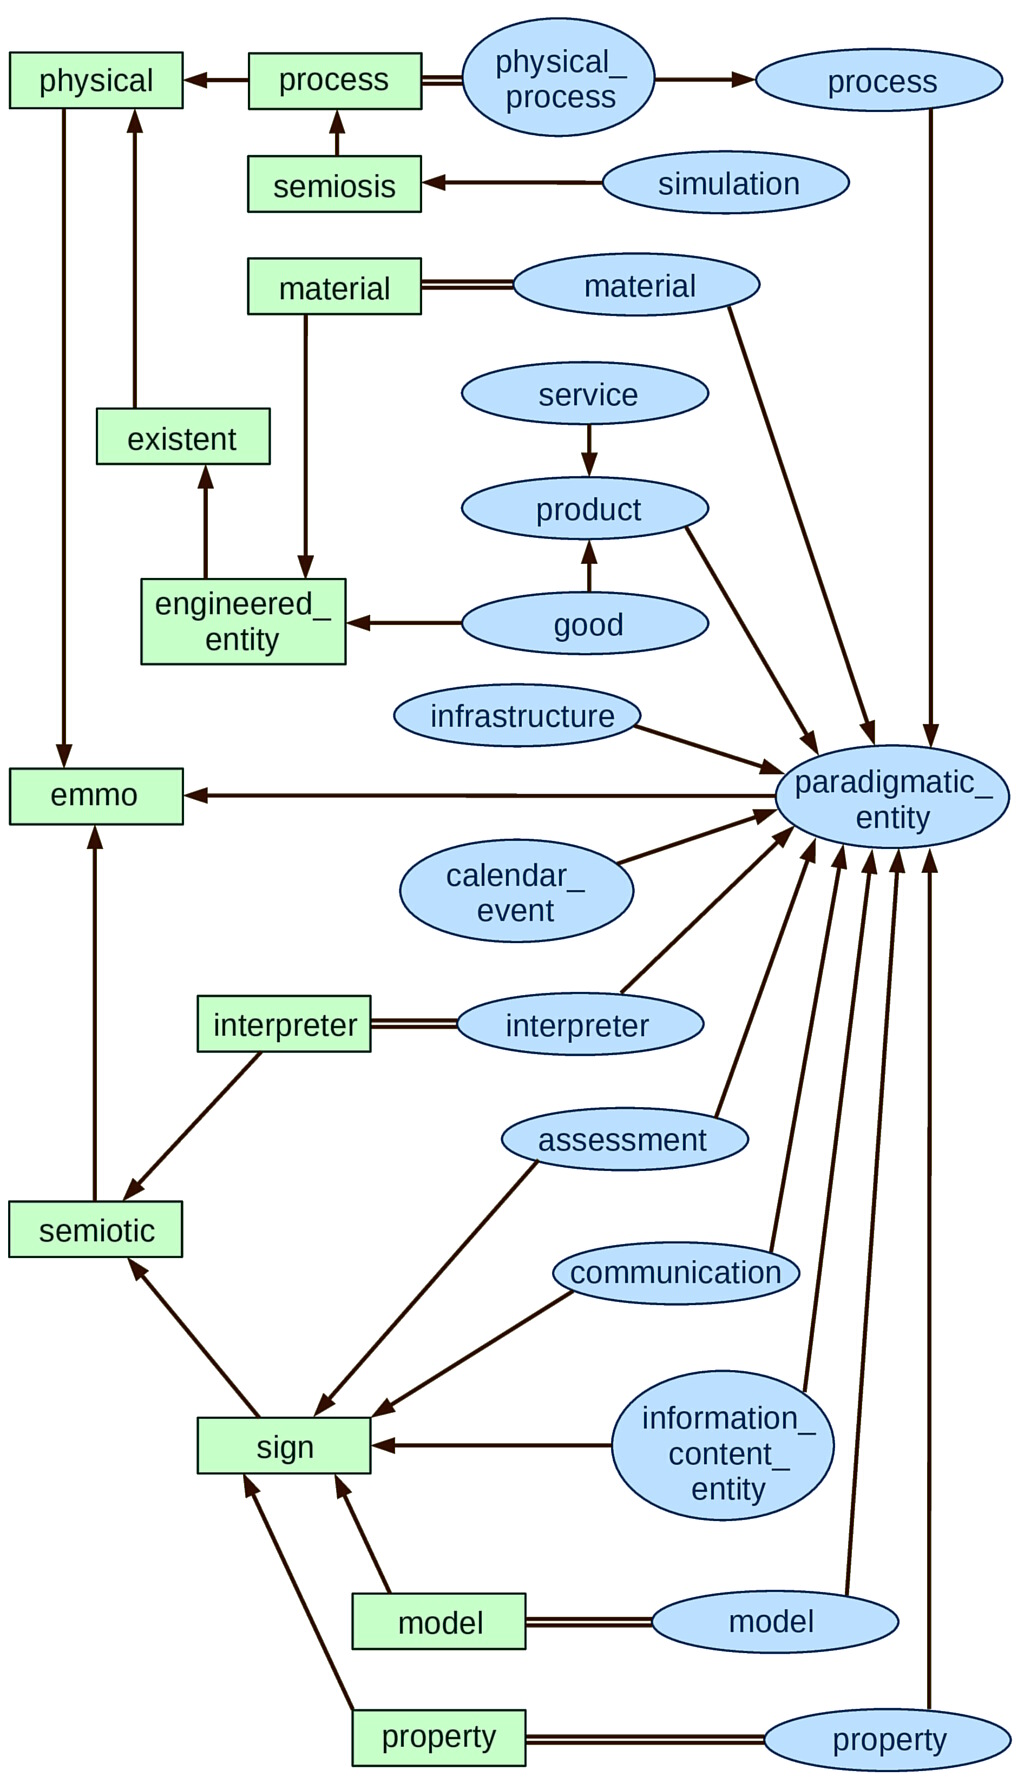 physical
process
physical_
process
process
semiosis
simulation
material
material
service
existent
product
engineered_
entity
good
infrastructure
emmo
paradigmatic_
entity
calendar_
event
interpreter
interpreter
assessment
semiotic
communication
information_
content_
entity
sign
model
model
property
property